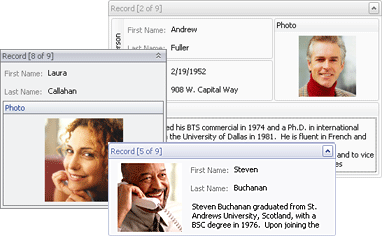 Record [2 of 9]
erson
First Name: Andrew
Last Name: Fuller
2/19/1952
908 W. Capital Way
Photo
ed his BTS commercial in 1974 and a Ph.D. in international
the University of Dallas in 1981. He is fluent in French and
and to vice
Record [8 of 9]
First Name: Laura
Last Name: Callahan
Photo
Record [5 of 9]
First Name: Steven
Last Name: Buchanan
Steven Buchanan graduated from St.
Andrews University, Scotland, with a
BSC degree in 1976. Upon joining the